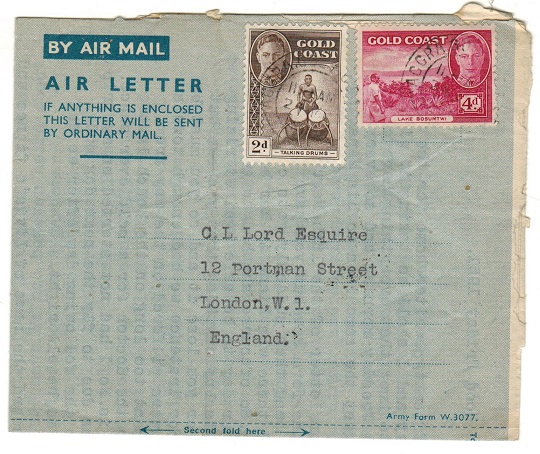 BY AIR MAIL
AIR LETTER
IF ANYTHING IS ENCLOSED
THIS LETTER WILL BE SENT
BY ORDINARY MAIL.
GOLD
COAST
2d.
TALKING DRUMS
GOLD COAST
4d.
LAKE BOSUMTWI
ACCRA
C.L Lord Esquire
12 Portman Street
London,W.1.
England.
Army Form W.3077.
Second fold here
To